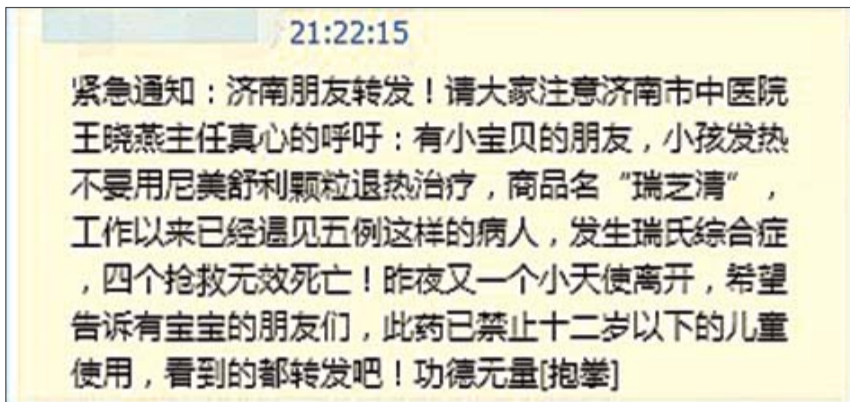 21:22:15
紧急通知：济南朋友转发！请大家注意济南市中医院
王晓燕主任真心的呼吁：有小宝贝的朋友，小孩发热
不要用尼美舒利颗粒退热治疗，商品名“瑞芝清”，
工作以来已经遇见五例这样的病人，发生瑞氏综合症
，四个抢救无效死亡！昨夜又一个小天使离开，希望
告诉有宝宝的朋友们，此药已禁止十二岁以下的儿童
使用，看到的都转发吧！功德无量[抱拳]